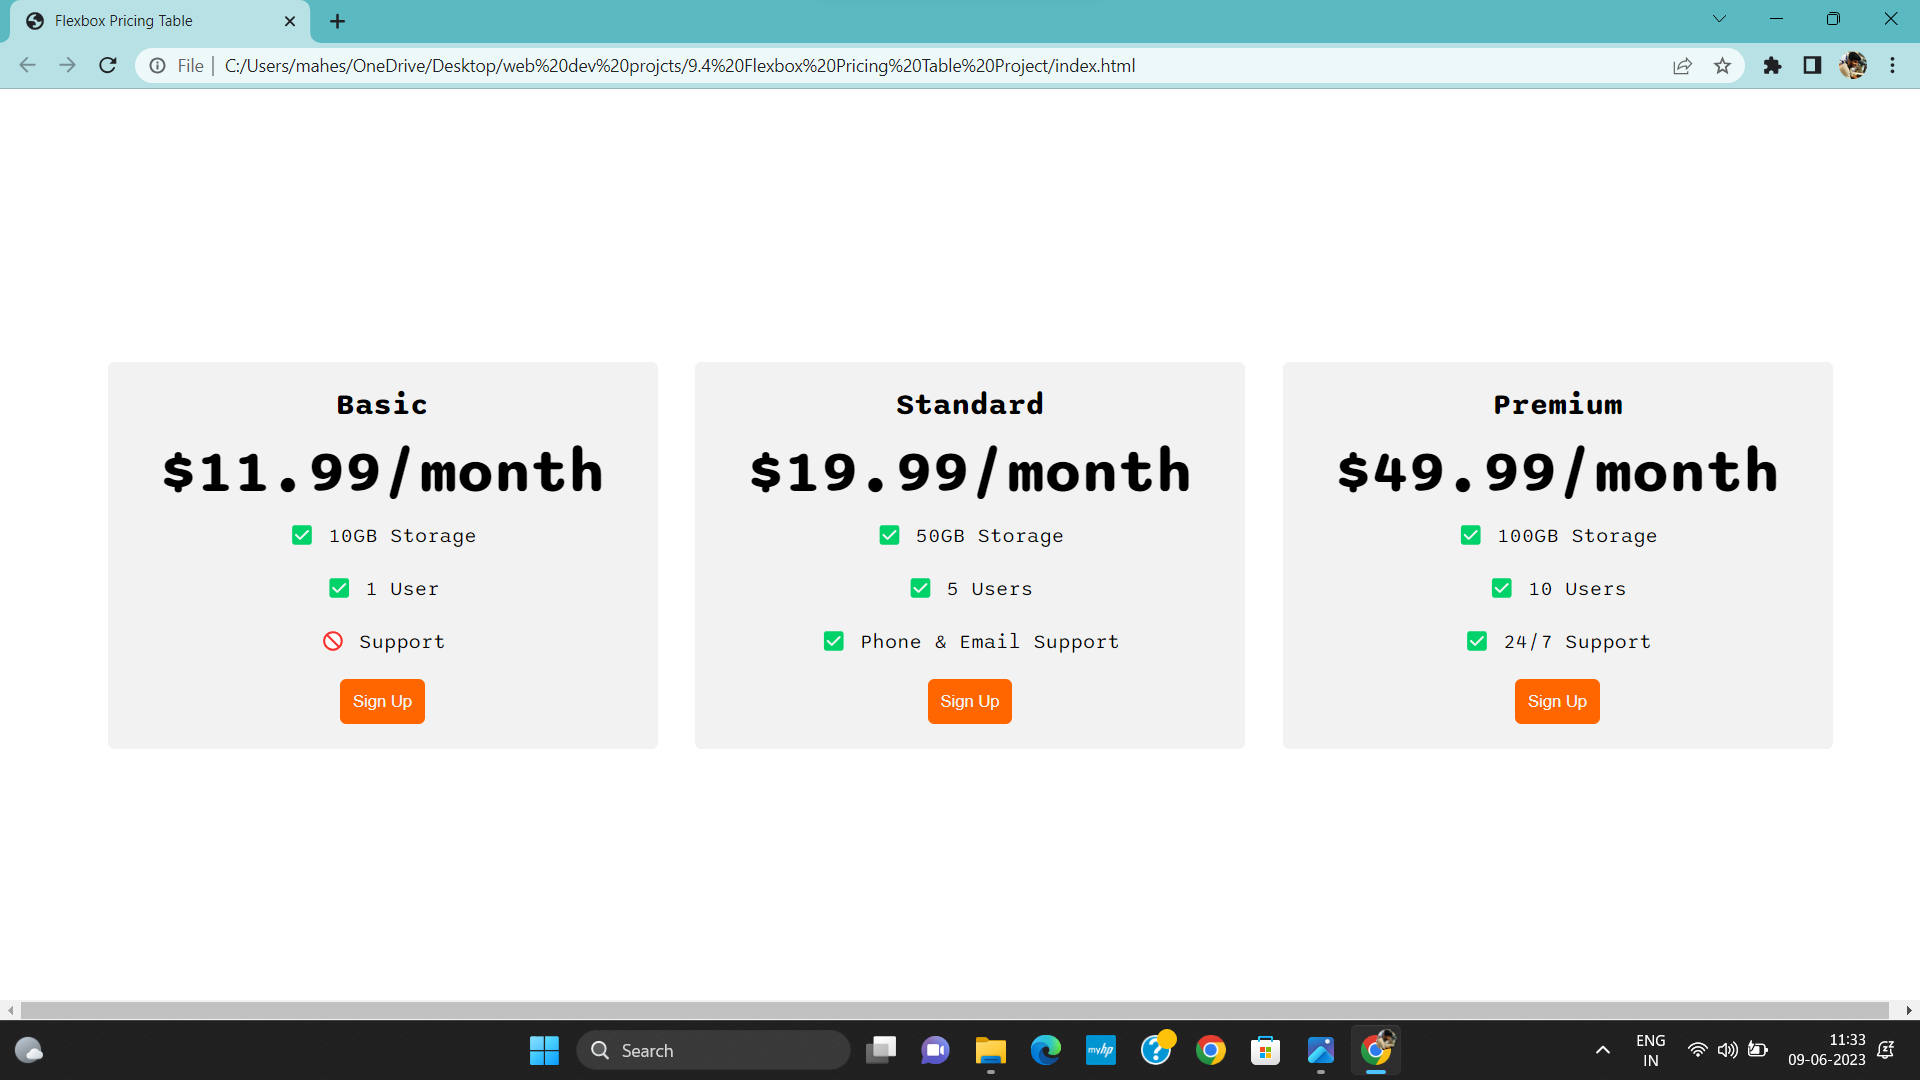 Flexbox Pricing Table
File | C:/Users/mahes/OneDrive/Desktop/web%20dev%20projcts/9.4%20Flexbox%20Pricing%20Table%20Project/index.html
Basic
$11.99/month
10GB Storage
1 User
Support
Sign Up
Standard
$19.99/month
50GB Storage
5 Users
Phone & Email Support
Sign Up
Premium
$49.99/month
100GB Storage
10 Users
24/7 Support
Sign Up
Search
myhp
ENG
IN
11:33
09-06-2023